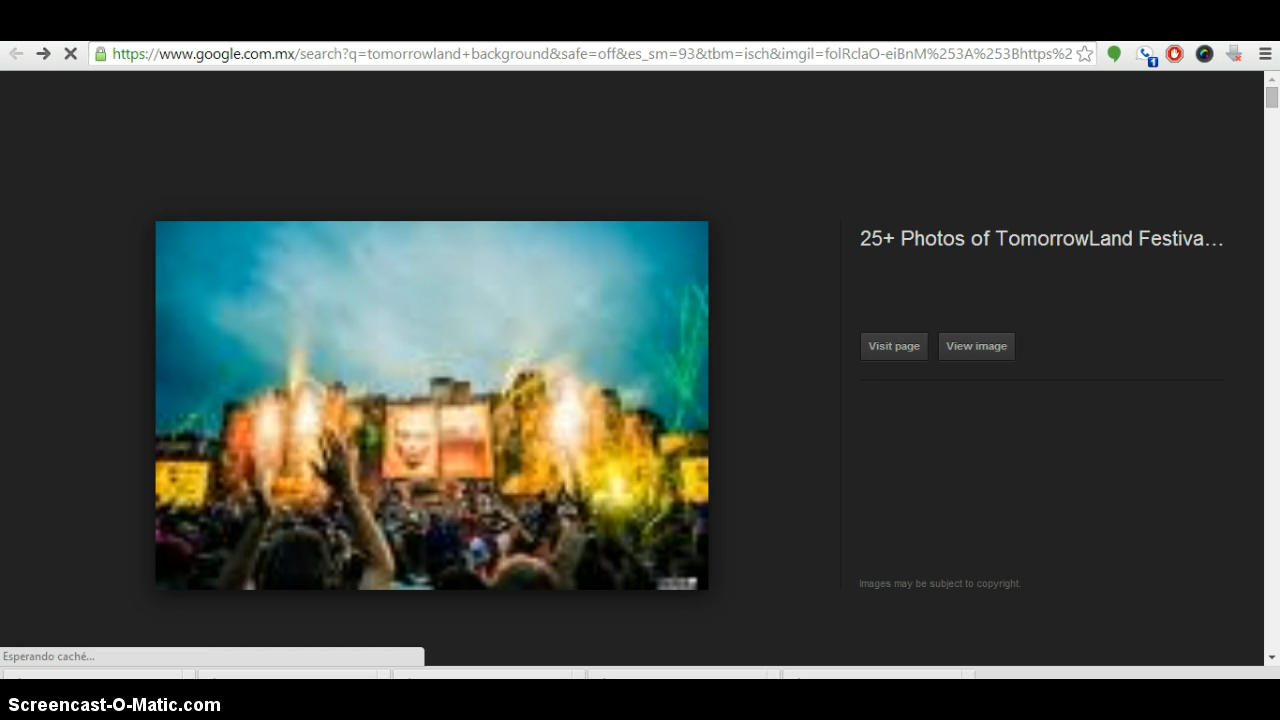 https://www.google.com.mx/search?q=tomorrowland+background&safe=off&es_sm=93&tbm=isch&imgil=folRclaO-eiBnM%253A%253Bhttps%2
1
25+ Photos of TomorrowLand Festiva...
Visit page
View image
Images may be subject to copyright.
Esperando caché...
Screencast-O-Matic.com